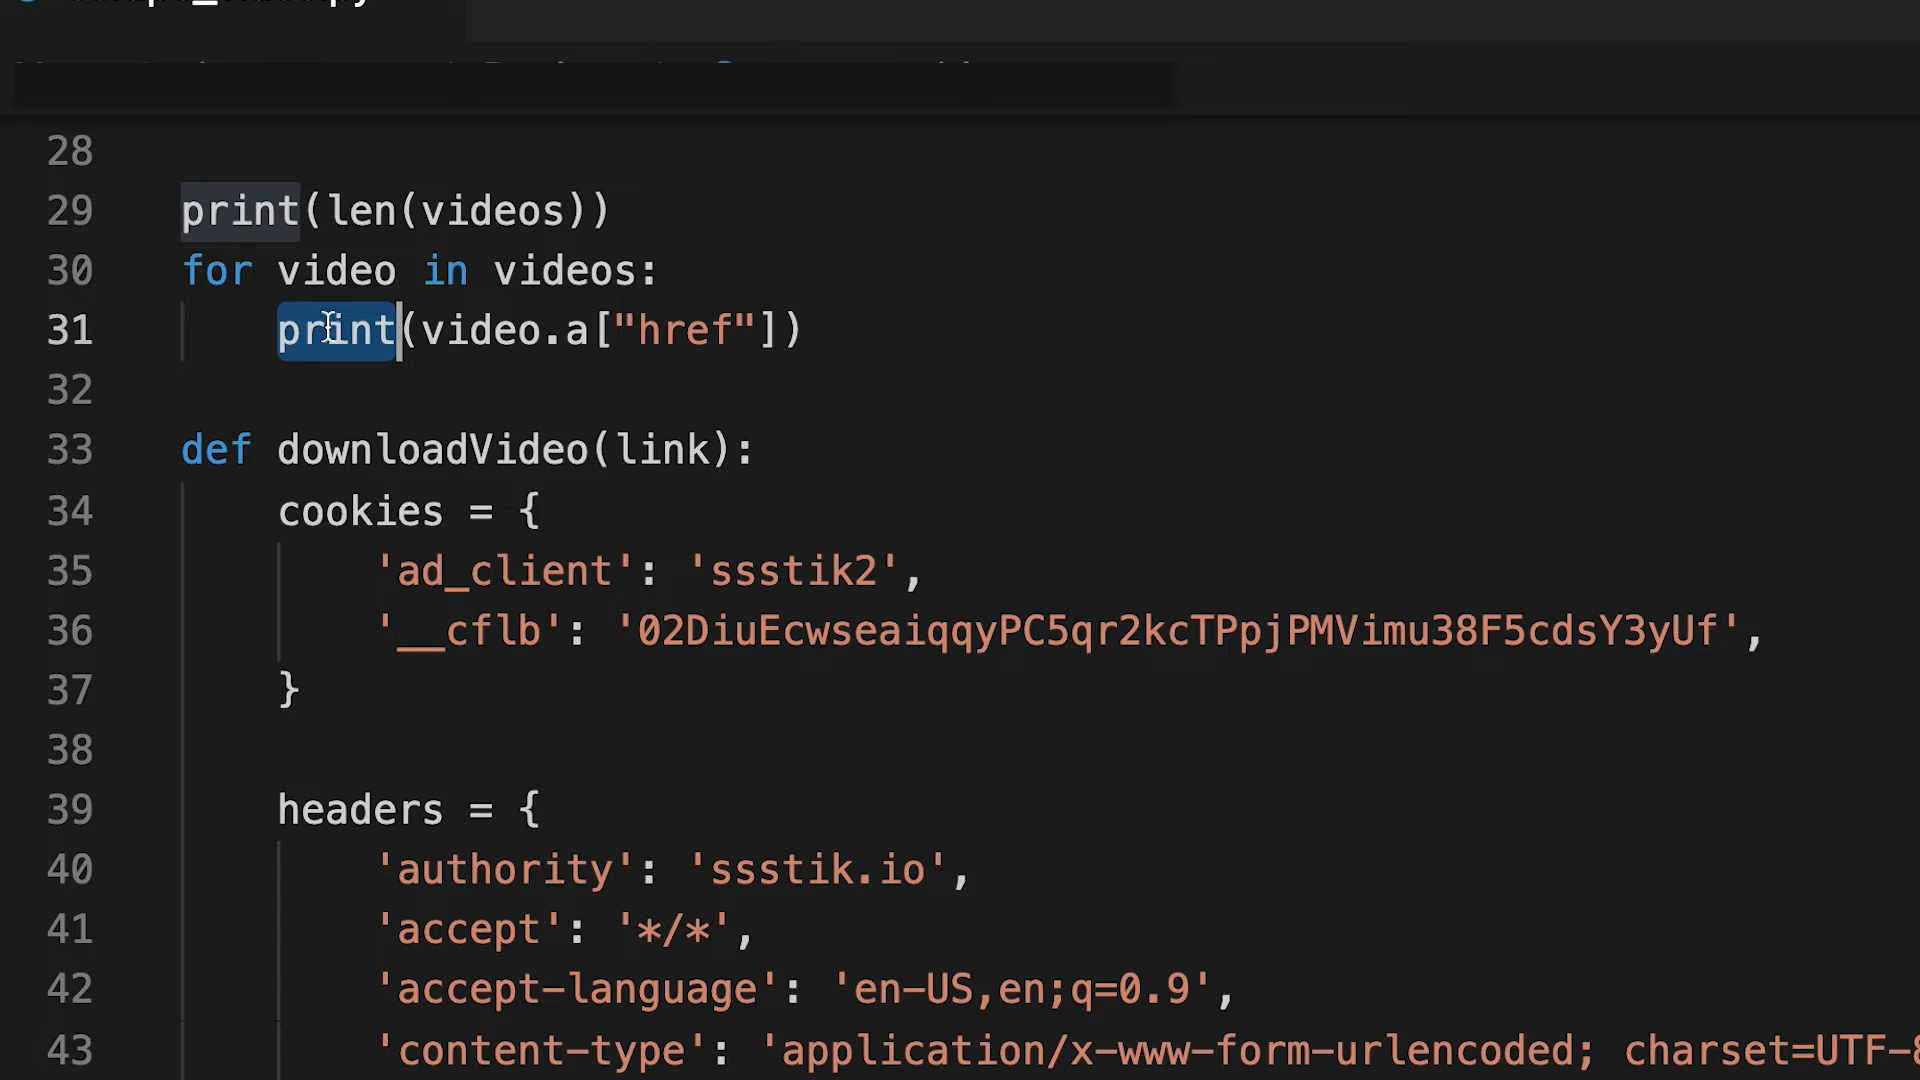 28
29 print(len(videos))
30 for video in videos:
31 print(video.a["href"])
32
33 def downloadVideo(link):
34 cookies = {
35 'ad_client': 'ssstik2',
36 '__cflb': '02DiuEcwseaiqqyPC5qr2kcTPpjPMVimu38F5cdsY3yUf',
37 }
38
39 headers = {
40 'authority': 'ssstik.io',
41 'accept': '*/*',
42 'accept-language': 'en-US,en;q=0.9',
43 'content-type': 'application/x-www-form-urlencoded; charset=UTF-8